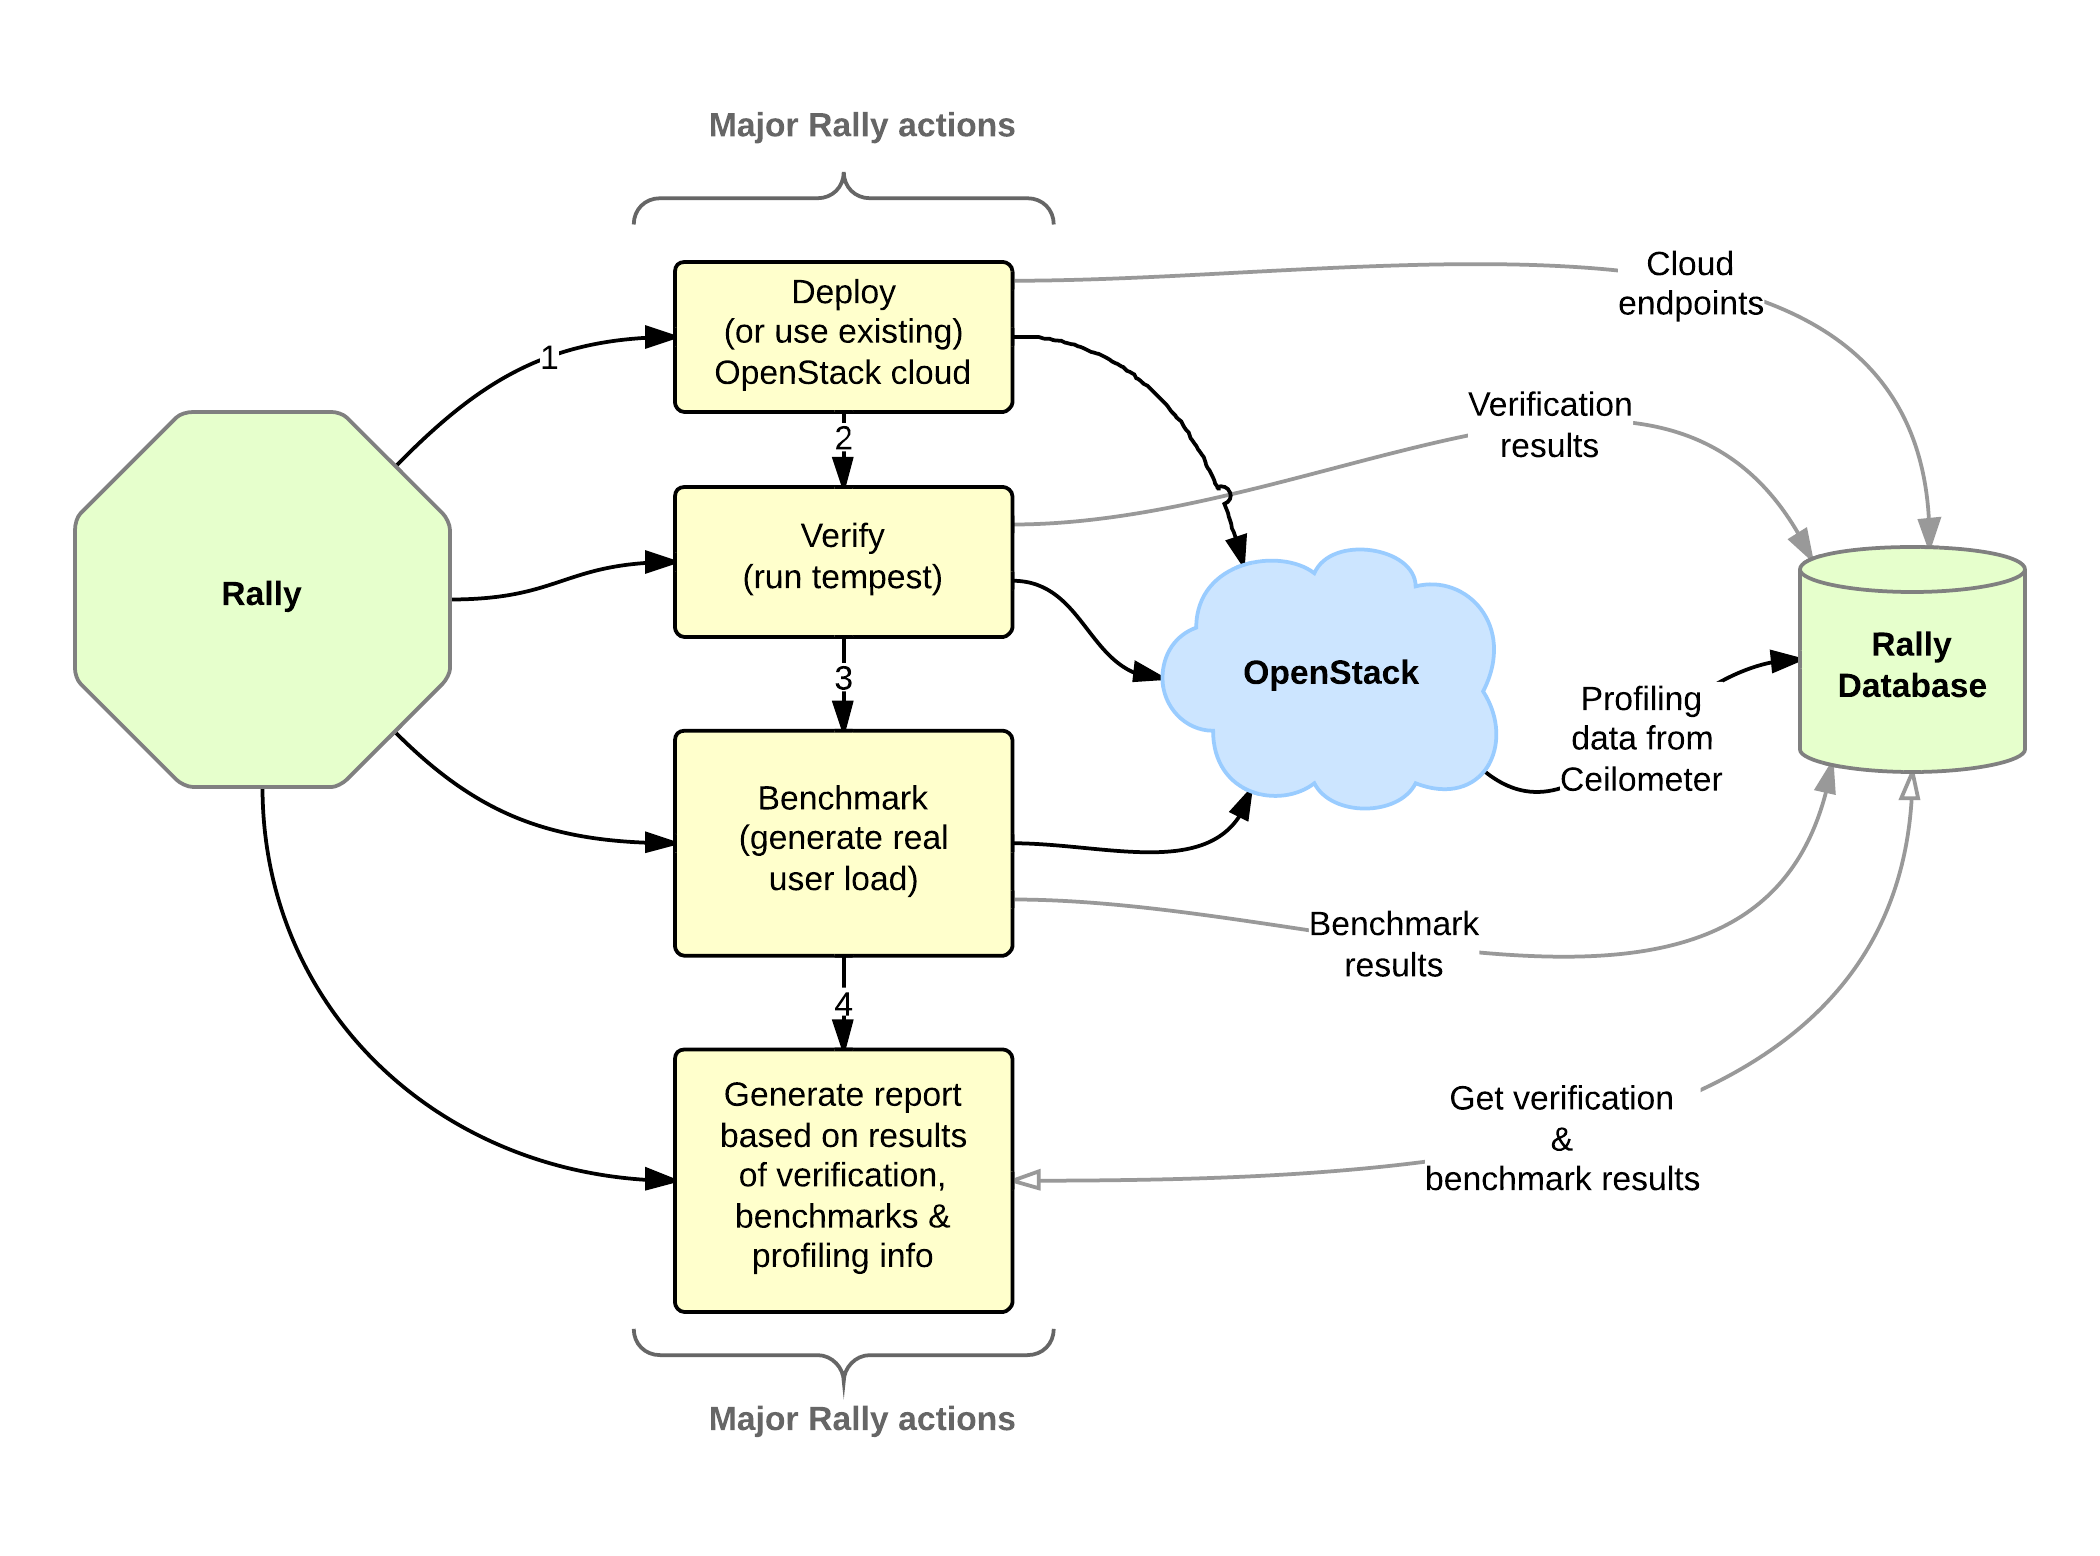 Major Rally actions
Deploy
(or use existing)
OpenStack cloud
Cloud
endpoints
1
2
Verification
results
Verify
(run tempest)
Rally
OpenStack
Rally
Database
3
Profiling
data from
Ceilometer
Benchmark
(generate real
user load)
Benchmark
results
4
Generate report
based on results
of verification,
benchmarks &
profiling info
Get verification
&
benchmark results
Major Rally actions